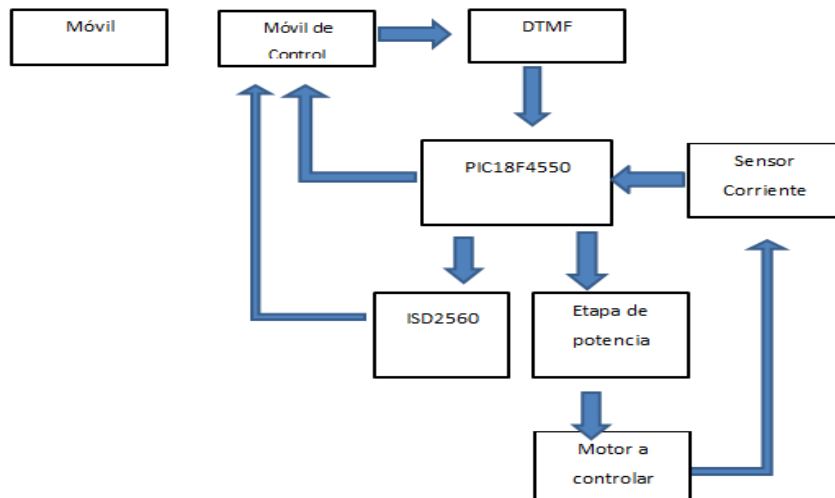 Móvil
Móvil de
Control
DTMF
PIC18F4550
Sensor
Corriente
ISD2560
Etapa de
potencia
Motor a
controlar